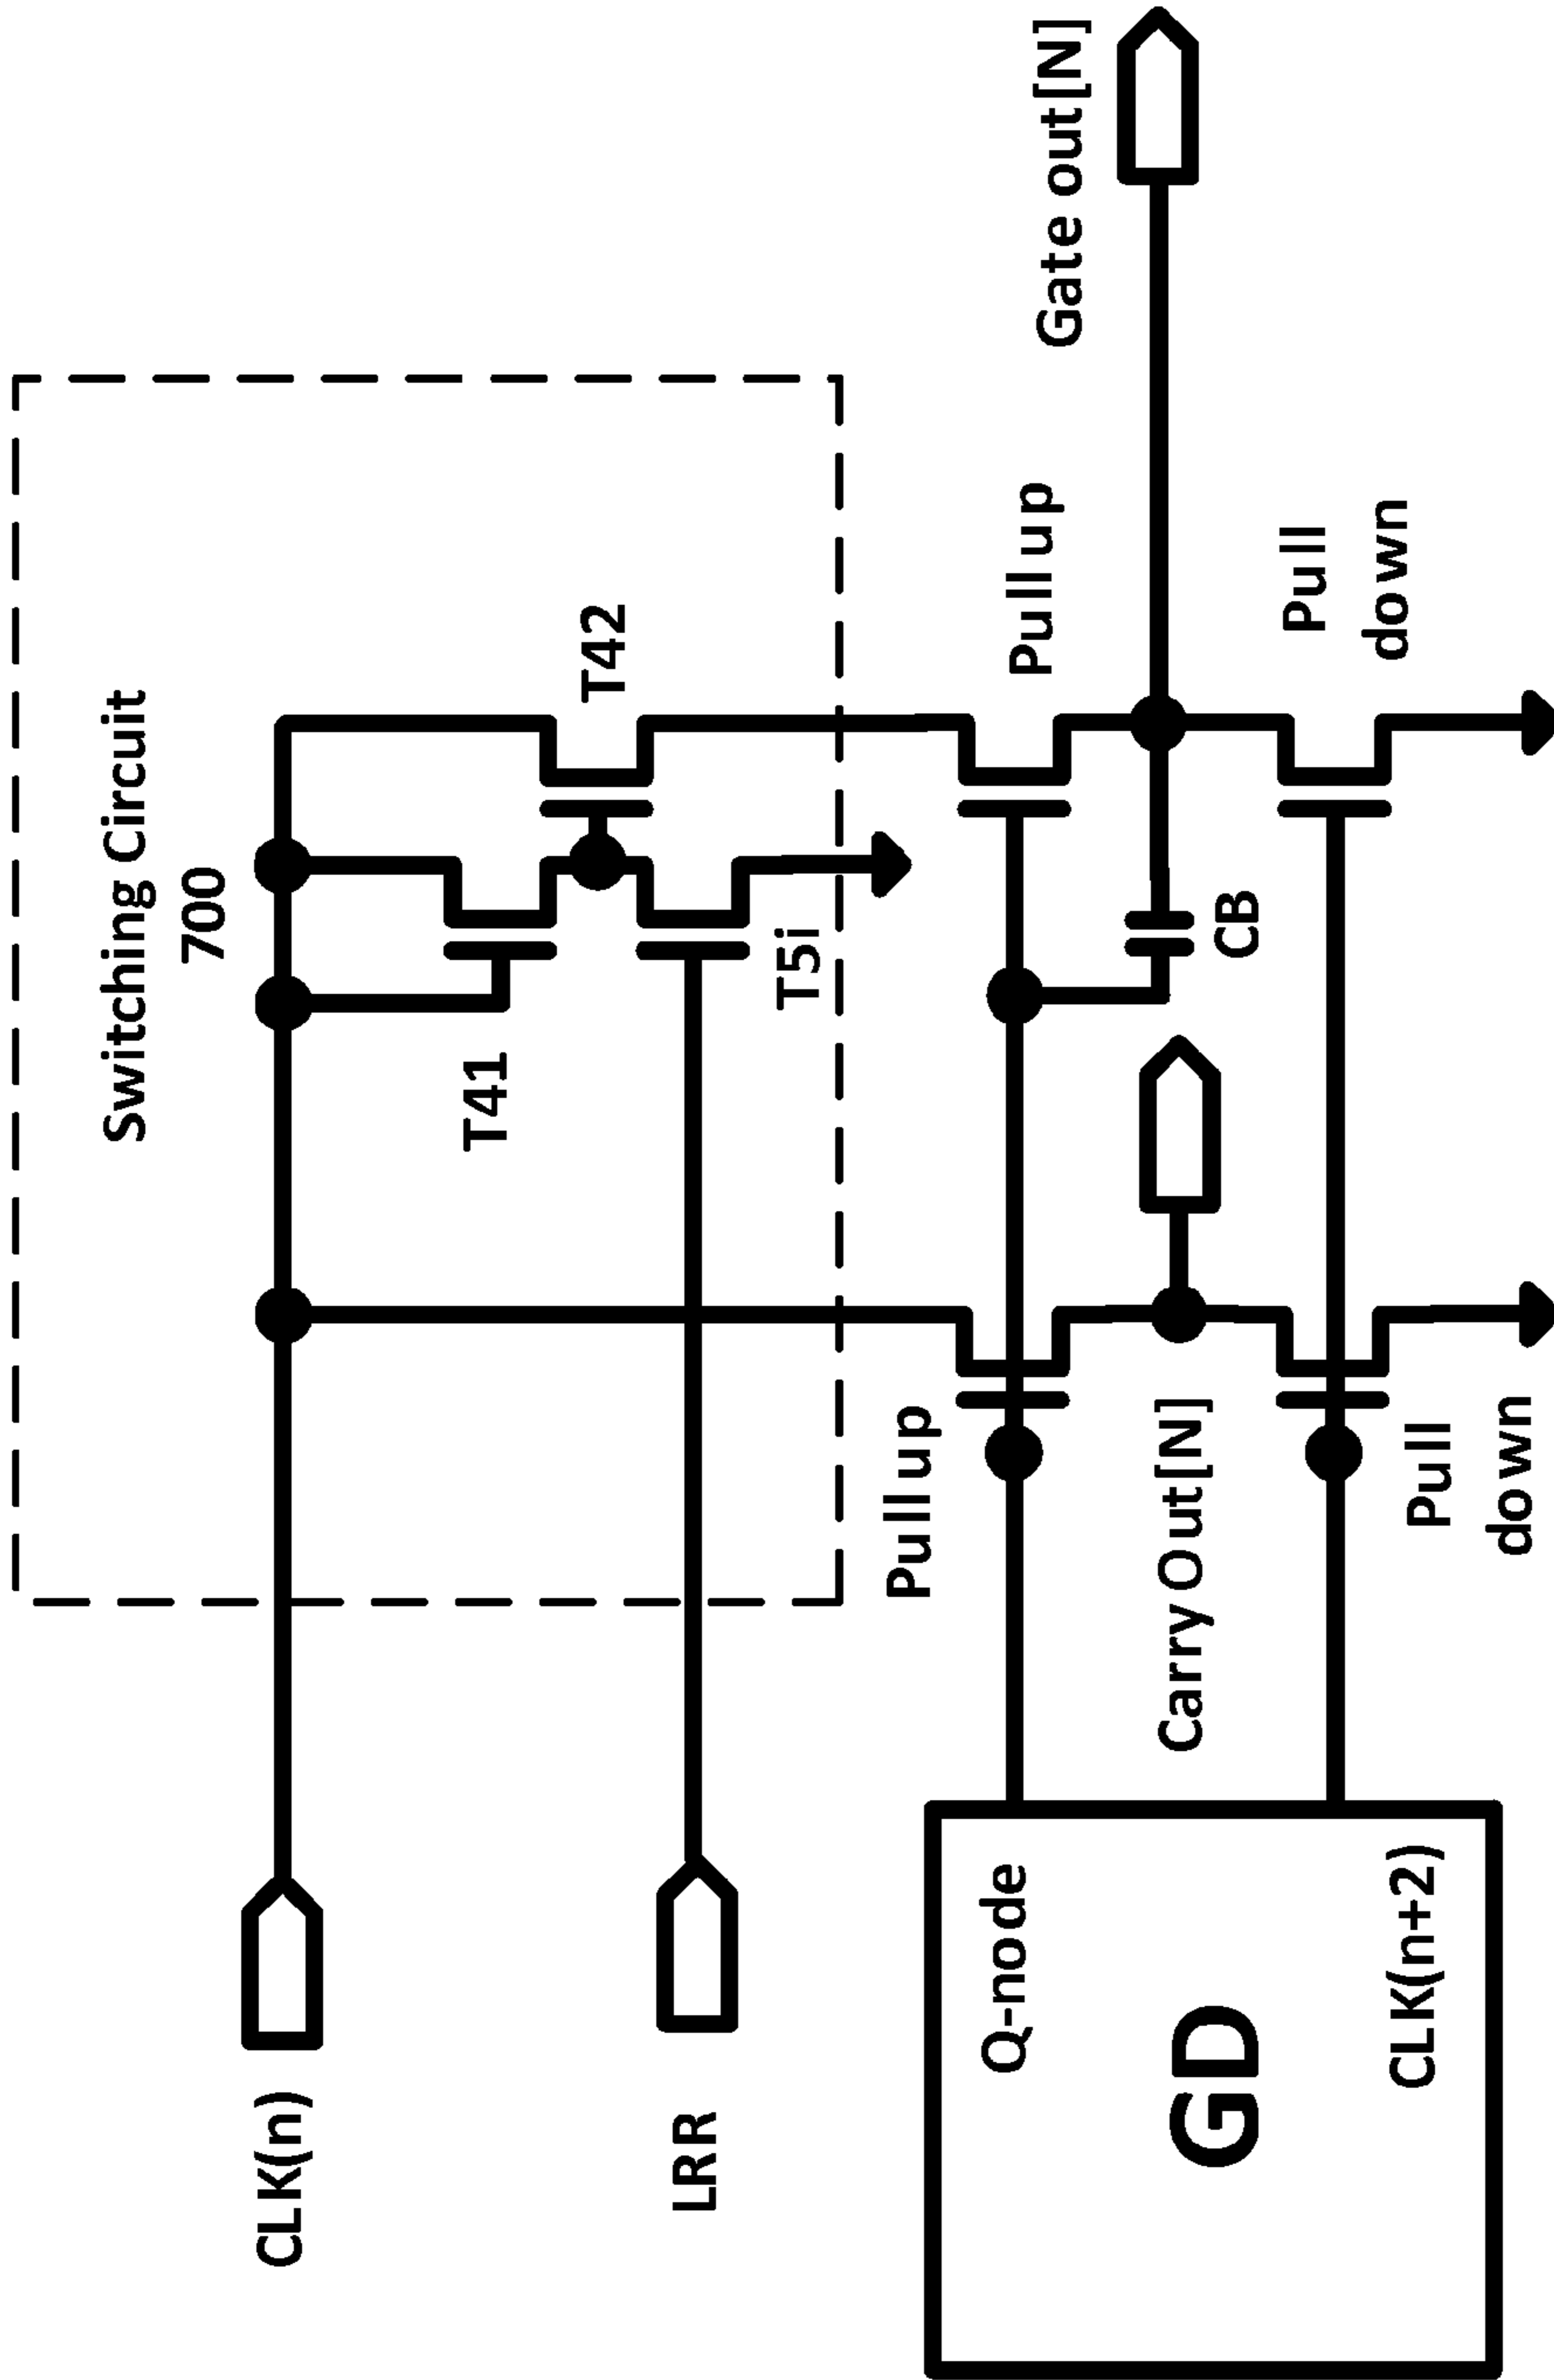 Switching Circuit
700
CLK(n)
T41
T42
LRR
T5i
Pull up
Pull up
Gate out[N]
Q-node
GD
CB
Carry Out[N]
CLK(n+2)
Pull
down
Pull
down